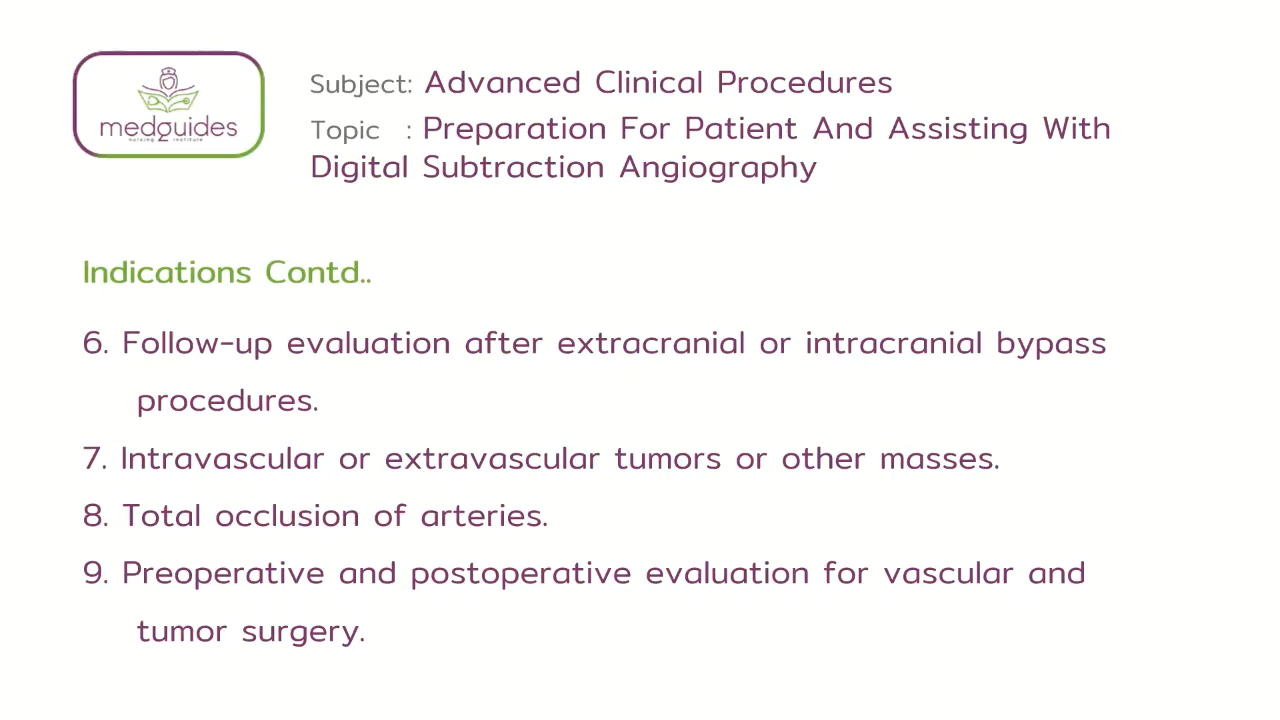 medguides
nursing institute
Subject: Advanced Clinical Procedures
Topic : Preparation For Patient And Assisting With
Digital Subtraction Angiography
Indications Contd..
6. Follow-up evaluation after extracranial or intracranial bypass
procedures.
7. Intravascular or extravascular tumors or other masses.
8. Total occlusion of arteries.
9. Preoperative and postoperative evaluation for vascular and
tumor surgery.